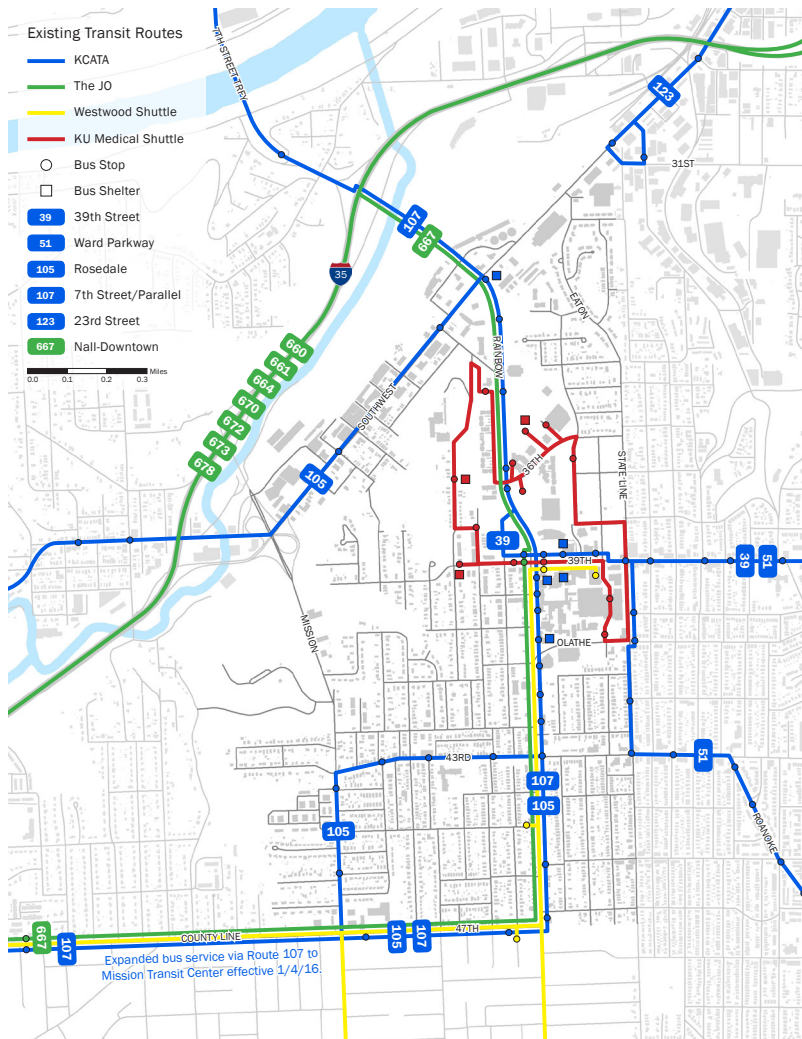 Existing Transit Routes
KCATA
The JO
Westwood Shuttle
KU Medical Shuttle
Bus Stop
Bus Shelter
39 39th Street
51 Ward Parkway
105 Rosedale
107 7th Street/Parallel
123 23rd Street
667 Nall-Downtown
Miles
0.0 0.1 0.2 0.3
7TH STREET TRFY
123
31ST
107
667
35
EATON
RAINBOW
660
661
664
670
672
673
678
SOUTHWEST
105
36TH
STATE LINE
39
39TH
39
51
MISSION
OLATHE
43RD
107
105
51
105
ROANOKE
667
107
COUNTY LINE
105
107
47TH
Expanded bus service via Route 107 to
Mission Transit Center effective 1/4/16.